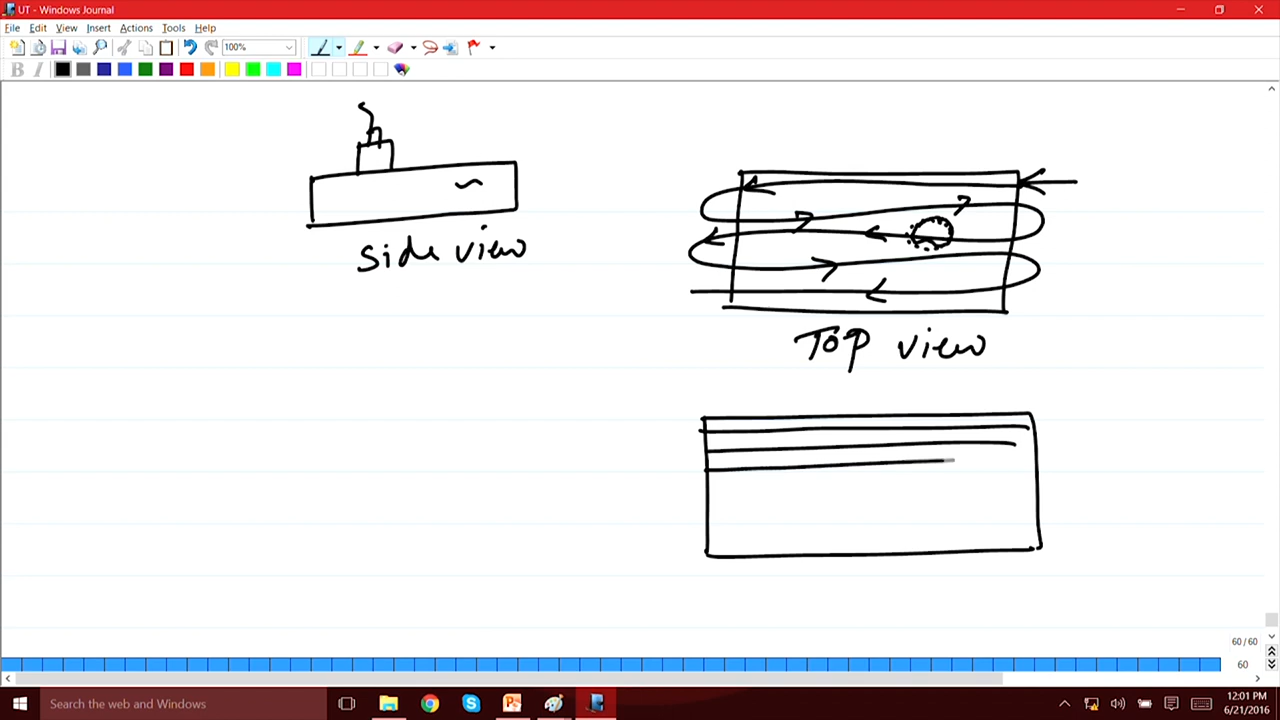 UT - Windows Journal
File Edit View Insert Actions Tools Help
100%
B I
side view
TOP view
60 / 60
60
Search the web and Windows
12:01 PM
6/21/2016